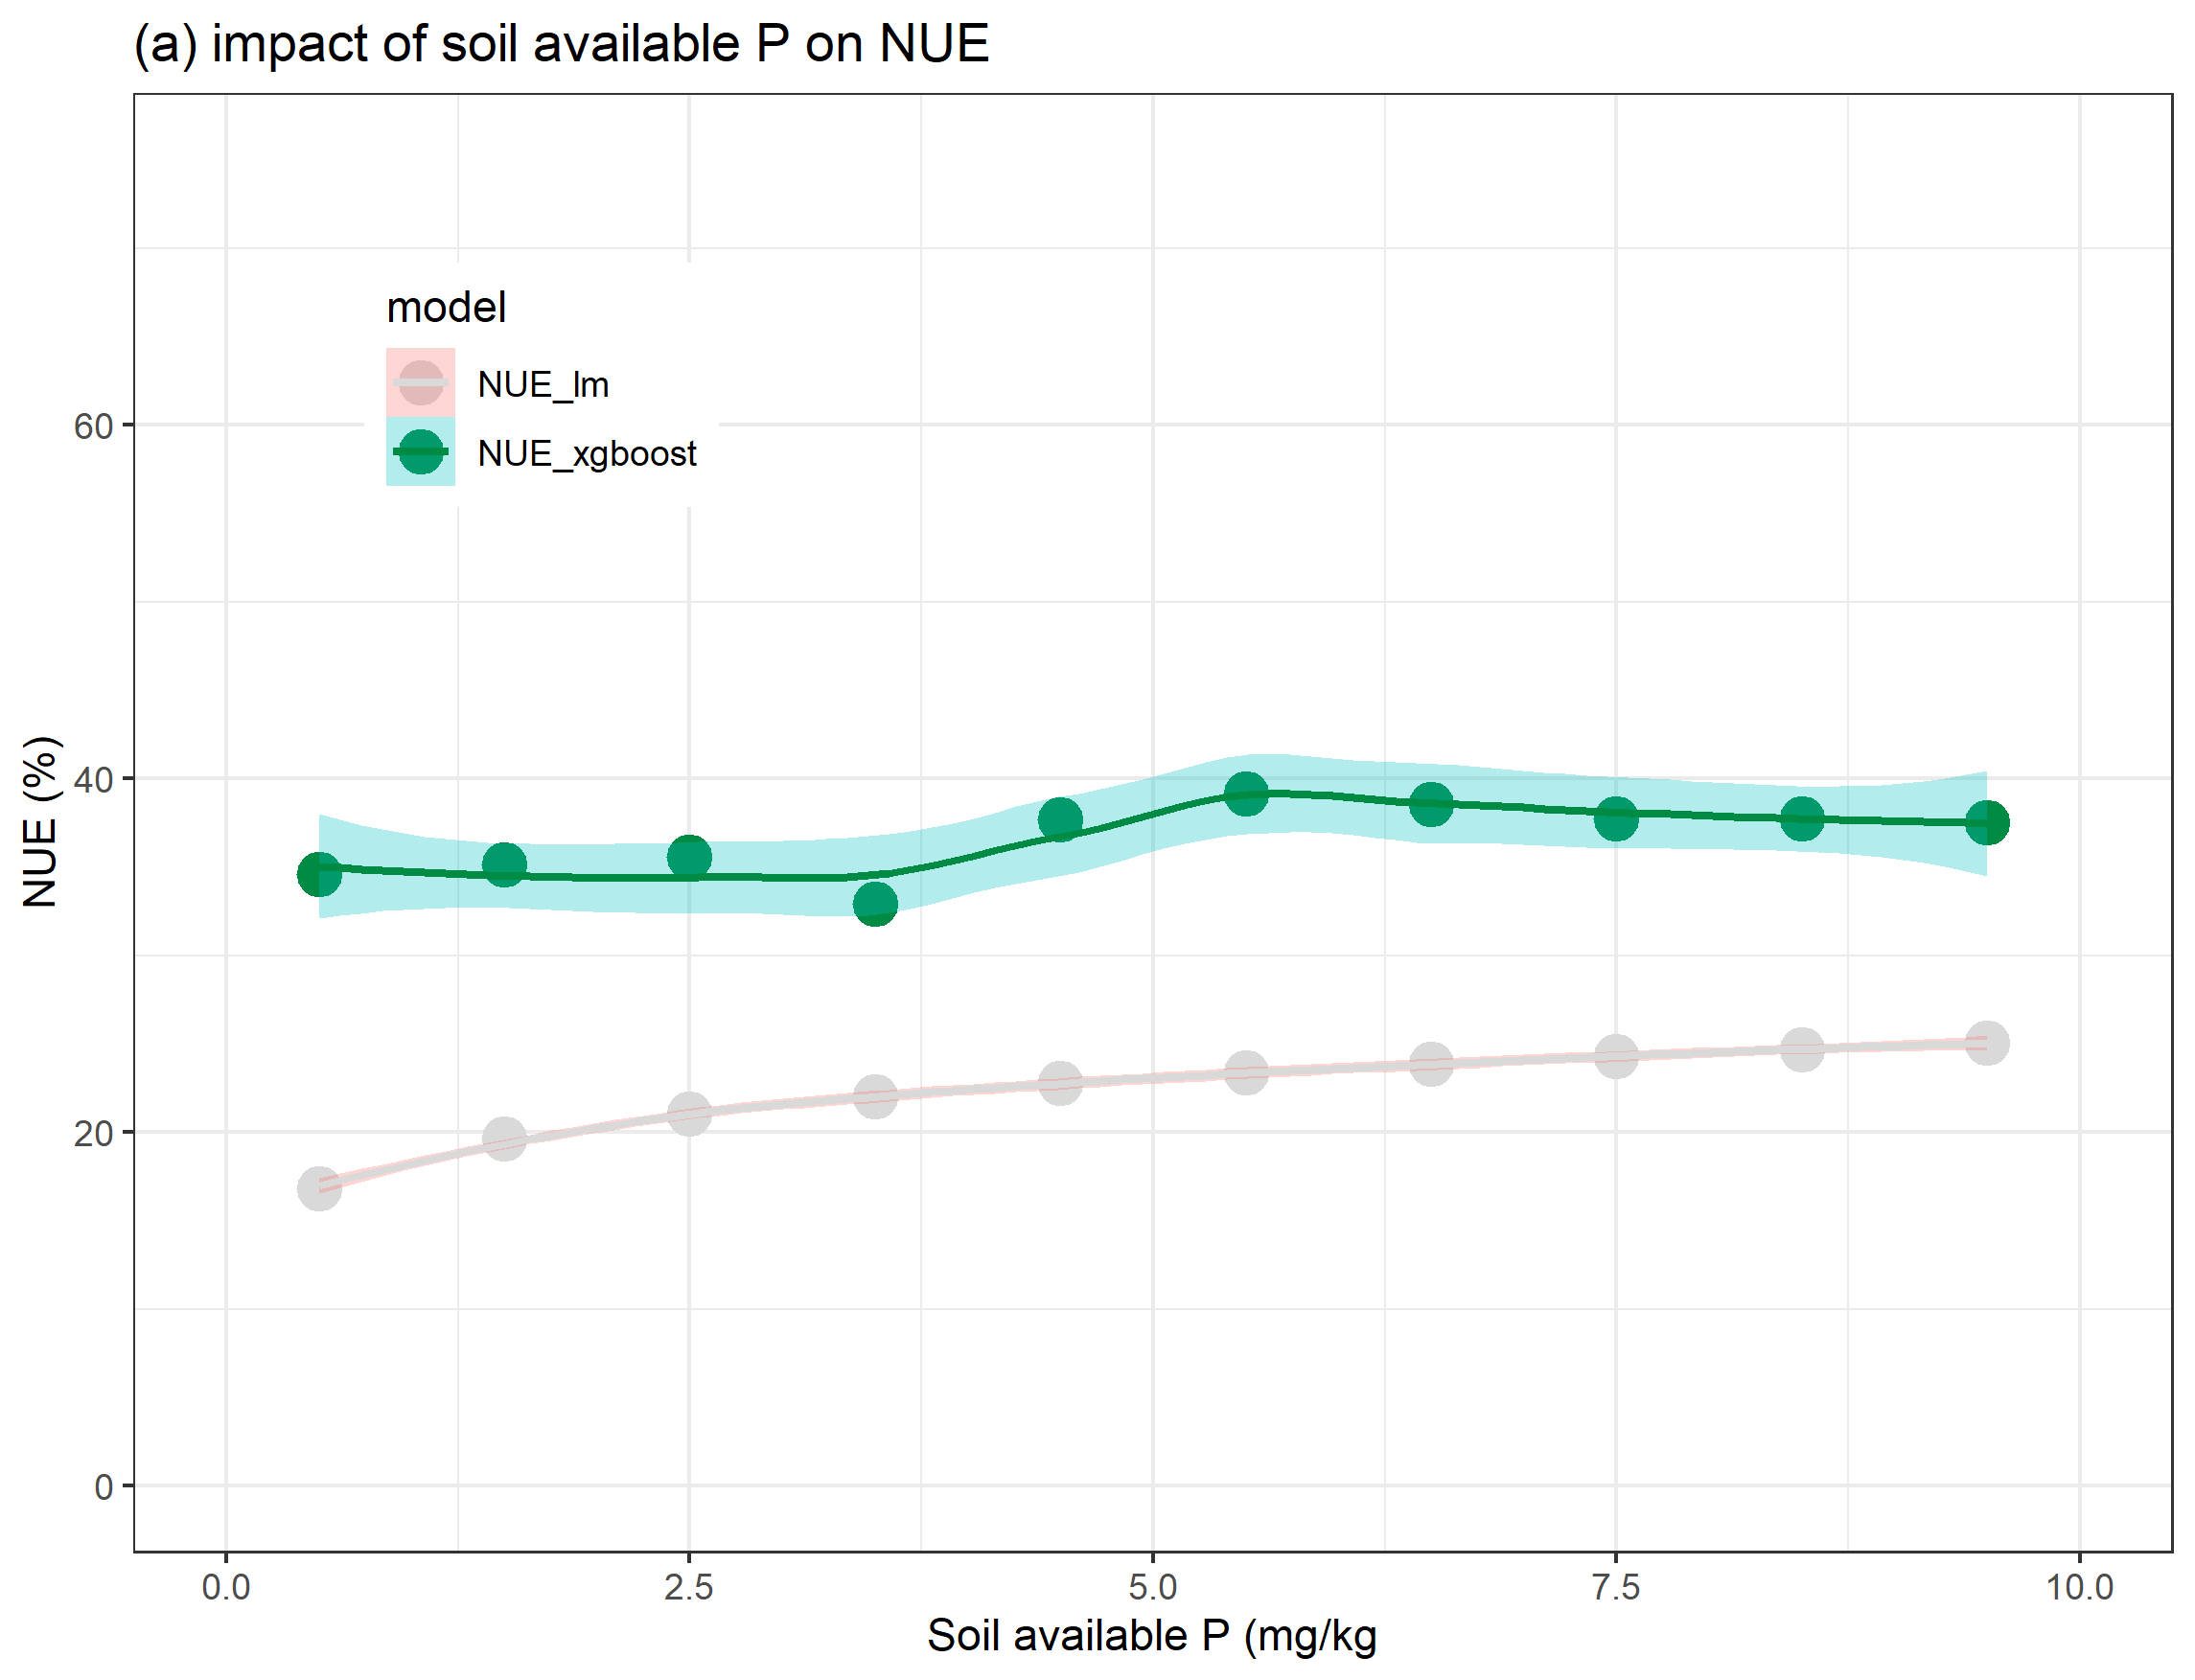 (a) impact of soil available P on NUE
model
NUE_lm
NUE_xgboost
60
40
20
0
NUE (%)
0.0 2.5 5.0 7.5 10.0
Soil available P (mg/kg